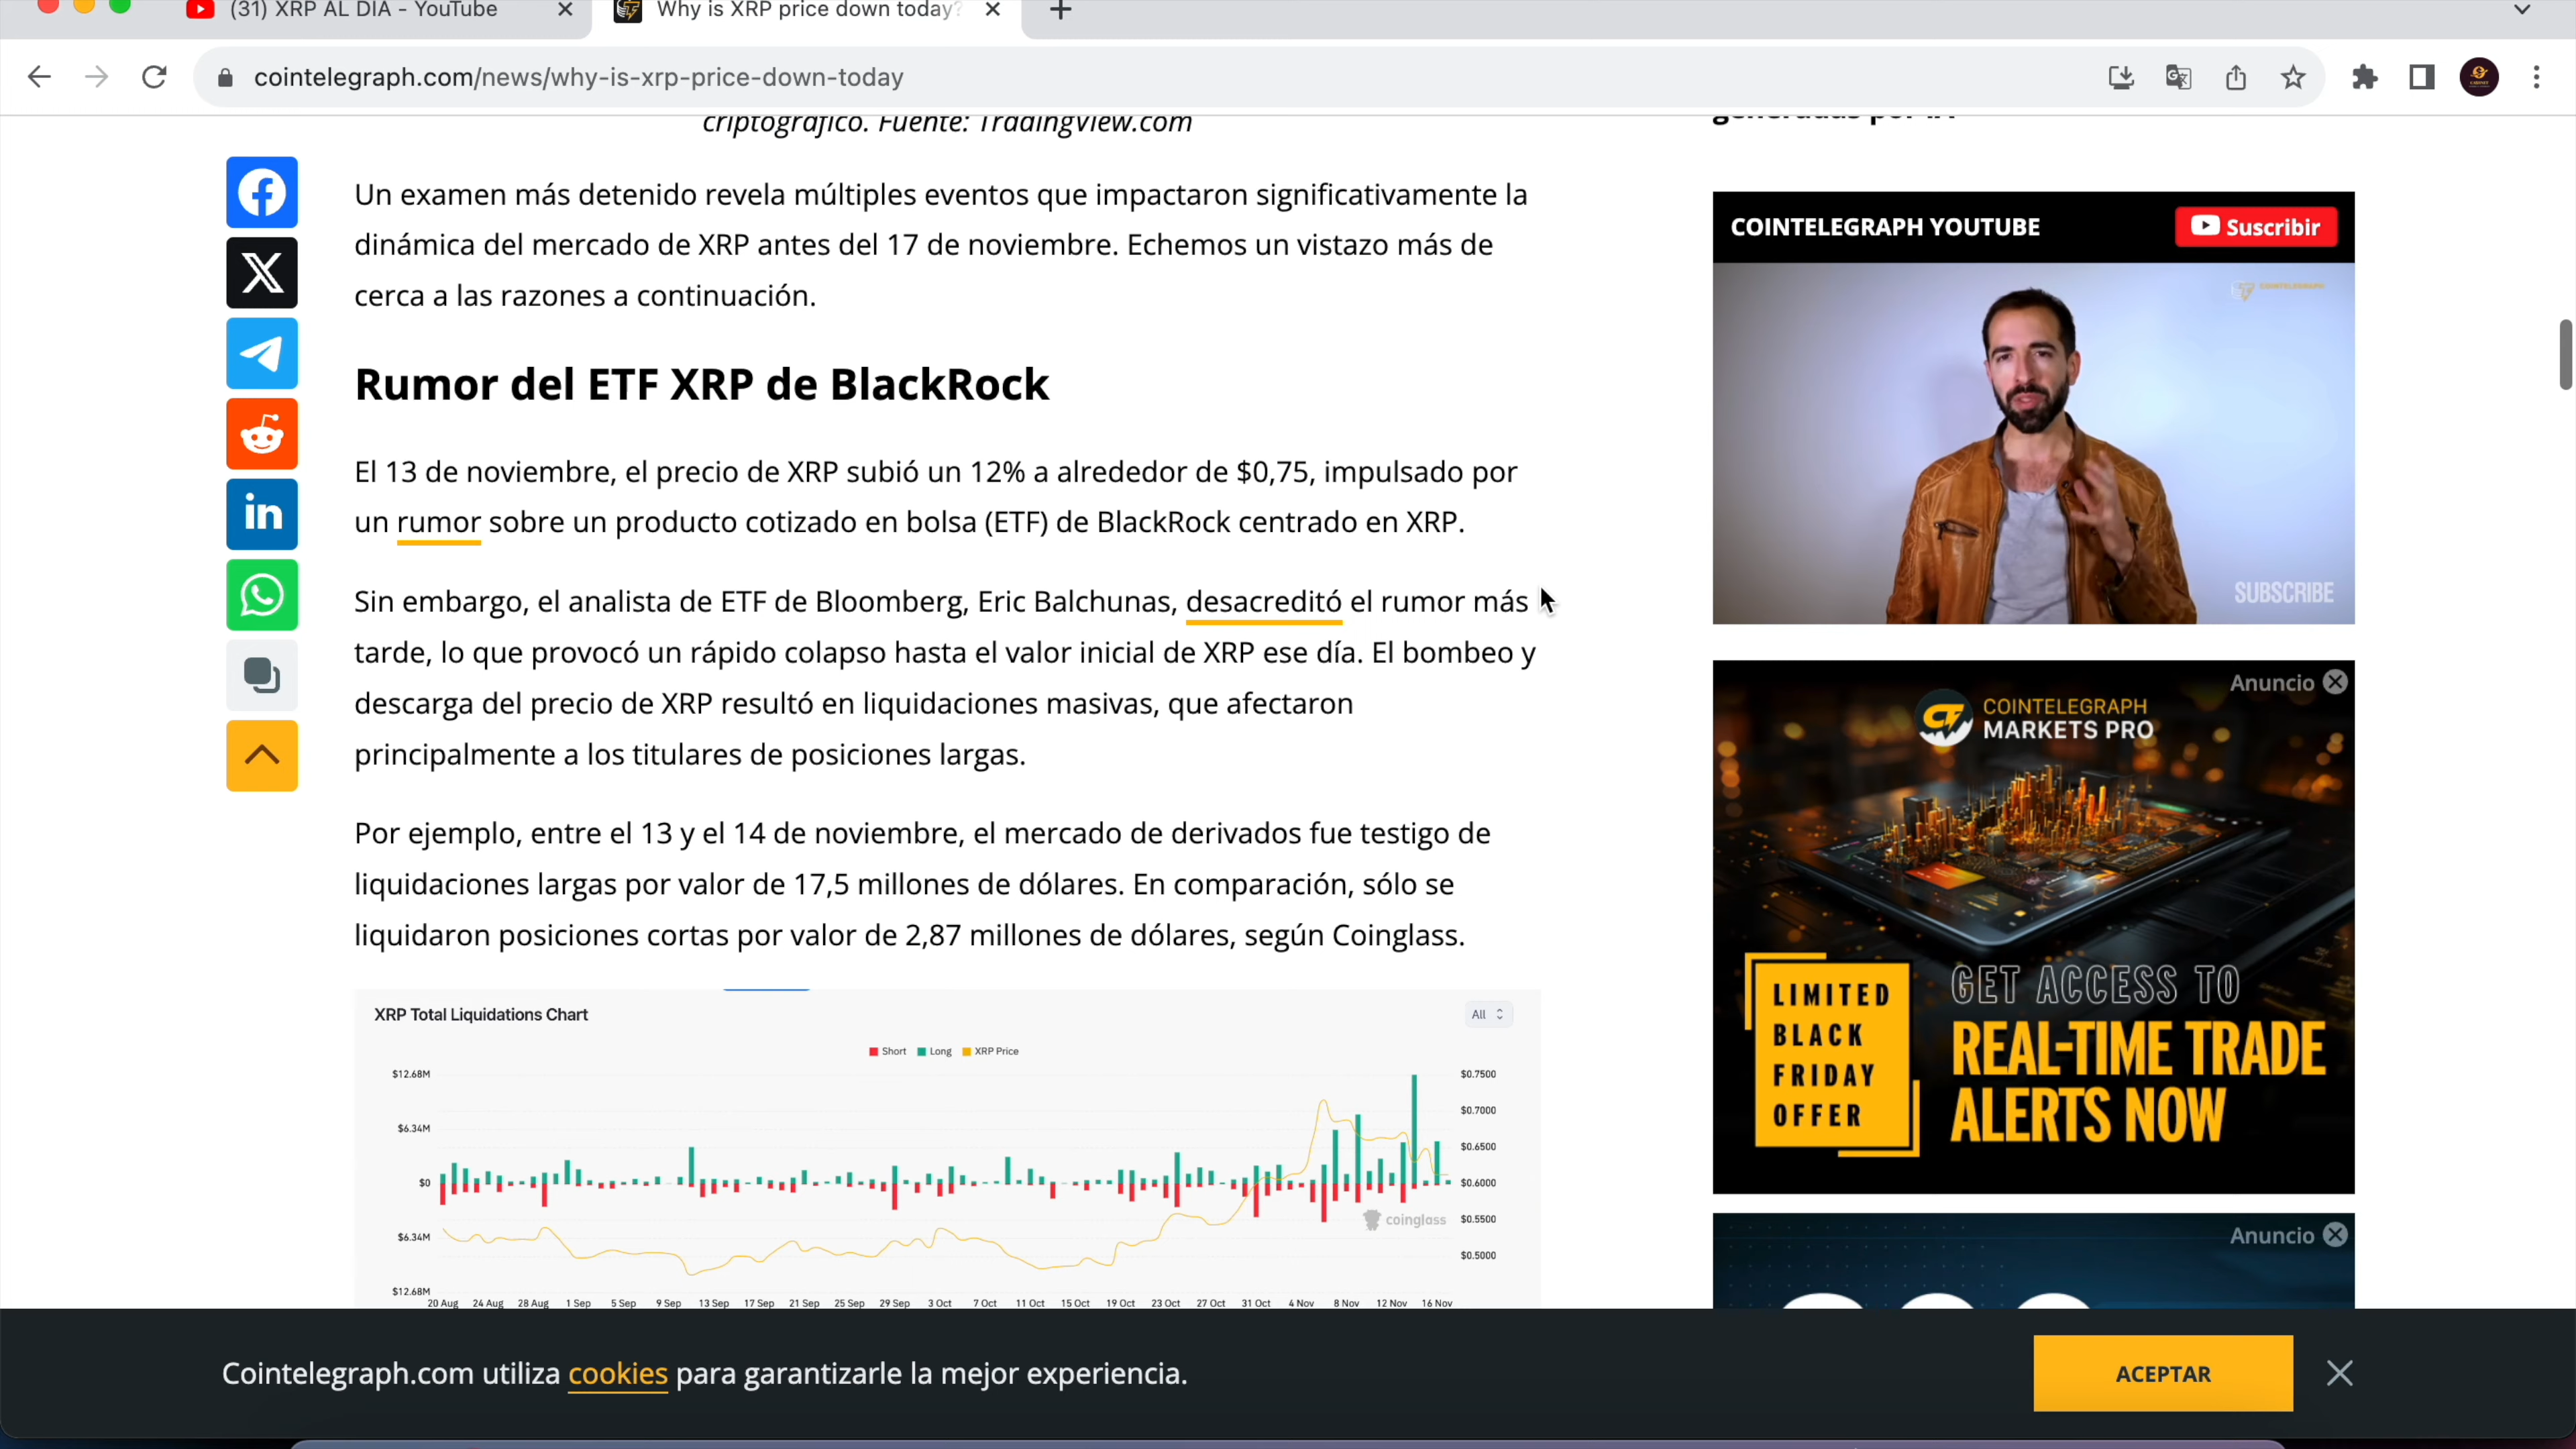 (31) XRP AL DIA - YouTube
Why is XRP price down today?
cointelegraph.com/news/why-is-xrp-price-down-today
criptográfico. Fuente: TradingView.com
Un examen más detenido revela múltiples eventos que impactaron significativamente la
dinámica del mercado de XRP antes del 17 de noviembre. Echemos un vistazo más de
cerca a las razones a continuación.
Rumor del ETF XRP de BlackRock
El 13 de noviembre, el precio de XRP subió un 12% a alrededor de $0,75, impulsado por
un rumor sobre un producto cotizado en bolsa (ETF) de BlackRock centrado en XRP.
Sin embargo, el analista de ETF de Bloomberg, Eric Balchunas, desacreditó el rumor más
tarde, lo que provocó un rápido colapso hasta el valor inicial de XRP ese día. El bombeo y
descarga del precio de XRP resultó en liquidaciones masivas, que afectaron
principalmente a los titulares de posiciones largas.
Por ejemplo, entre el 13 y el 14 de noviembre, el mercado de derivados fue testigo de
liquidaciones largas por valor de 17,5 millones de dólares. En comparación, sólo se
liquidaron posiciones cortas por valor de 2,87 millones de dólares, según Coinglass.
XRP Total Liquidations Chart
All
Short Long XRP Price
$12.68M
$6.34M
$0
$6.34M
$12.68M
$0.7500
$0.7000
$0.6500
$0.6000
$0.5500
$0.5000
coinglass
20 Aug 24 Aug 28 Aug 1 Sep 5 Sep 9 Sep 13 Sep 17 Sep 21 Sep 25 Sep 29 Sep 3 Oct 7 Oct 11 Oct 15 Oct 19 Oct 23 Oct 27 Oct 31 Oct 4 Nov 8 Nov 12 Nov 16 Nov
generadas por IA
COINTELEGRAPH YOUTUBE
Suscribir
COINTELEGRAPH
SUBSCRIBE
Anuncio
COINTELEGRAPH
MARKETS PRO
LIMITED
BLACK
FRIDAY
OFFER
GET ACCESS TO
REAL-TIME TRADE
ALERTS NOW
Anuncio
Cointelegraph.com utiliza cookies para garantizarle la mejor experiencia.
ACEPTAR